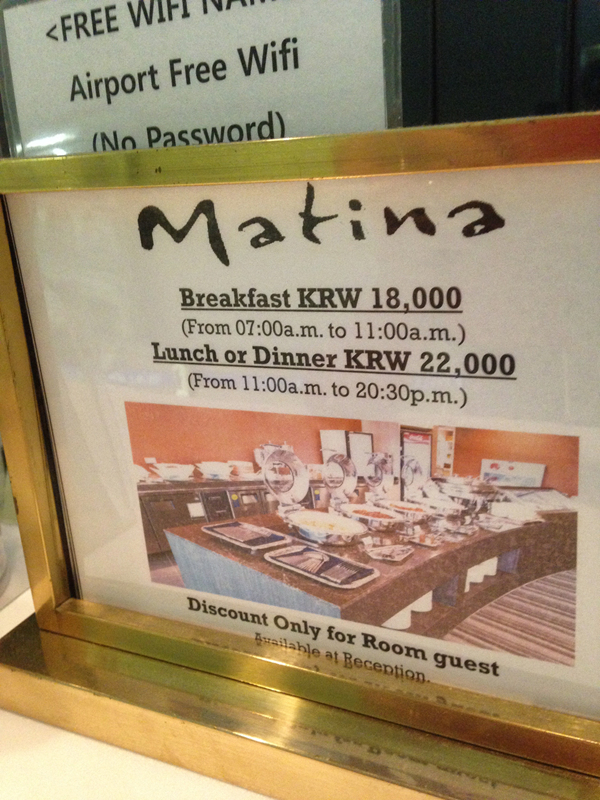 <FREE WIFI
Airport Free Wifi
(No Password)
Matina
Breakfast KRW 18,000
(From 07:00a.m. to 11:00a.m.)
Lunch or Dinner KRW 22,000
(From 11:00a.m. to 20:30p.m.)
Discount Only for Room guest
Available at Reception.